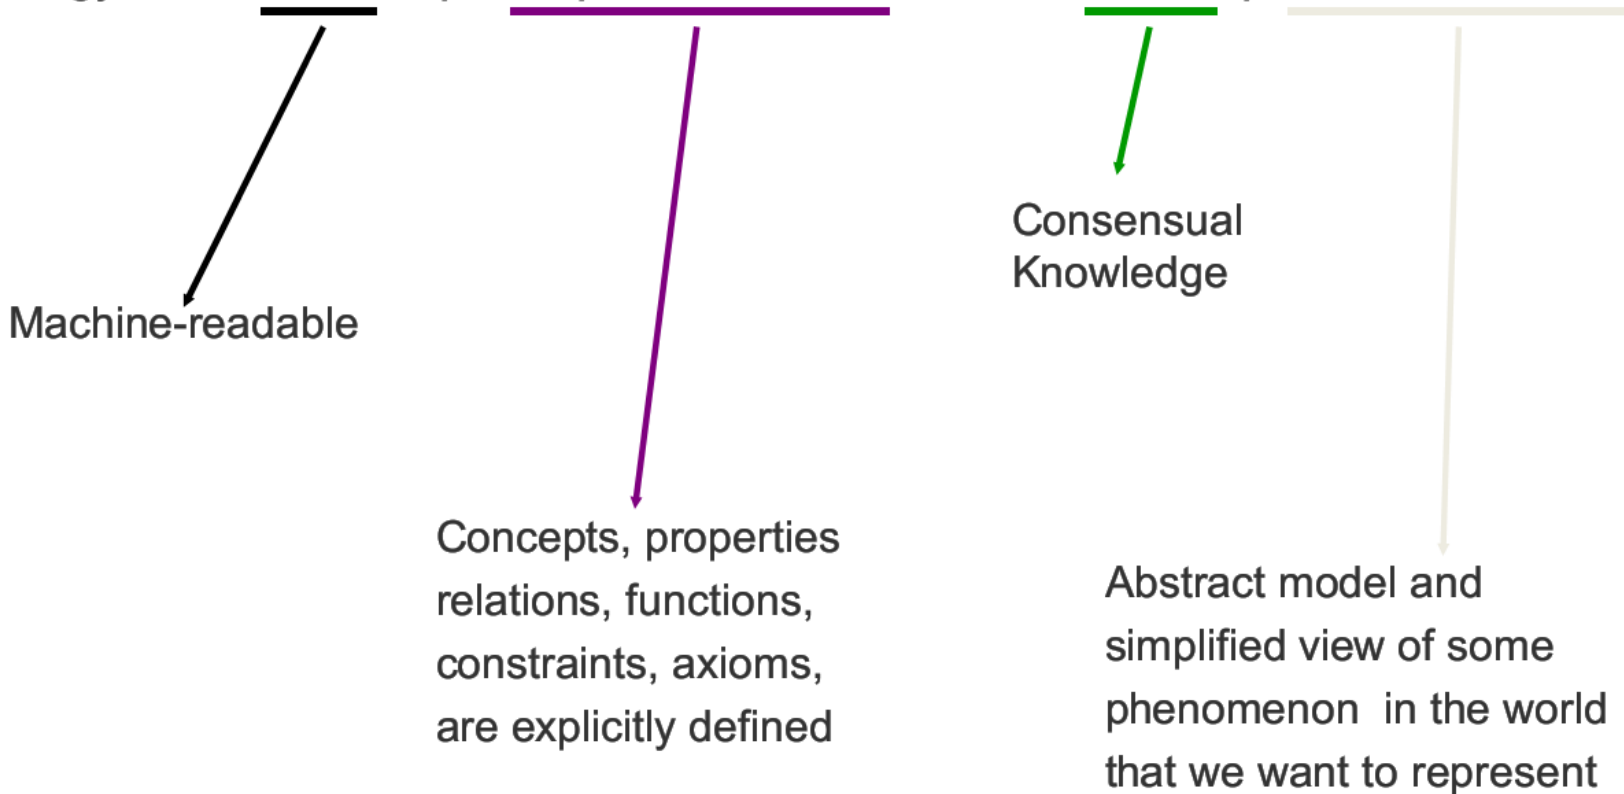 Consensual
Knowledge
Machine-readable
Concepts, properties
relations, functions,
constraints, axioms,
are explicitly defined
Abstract model and
simplified view of some
phenomenon in the world
that we want to represent